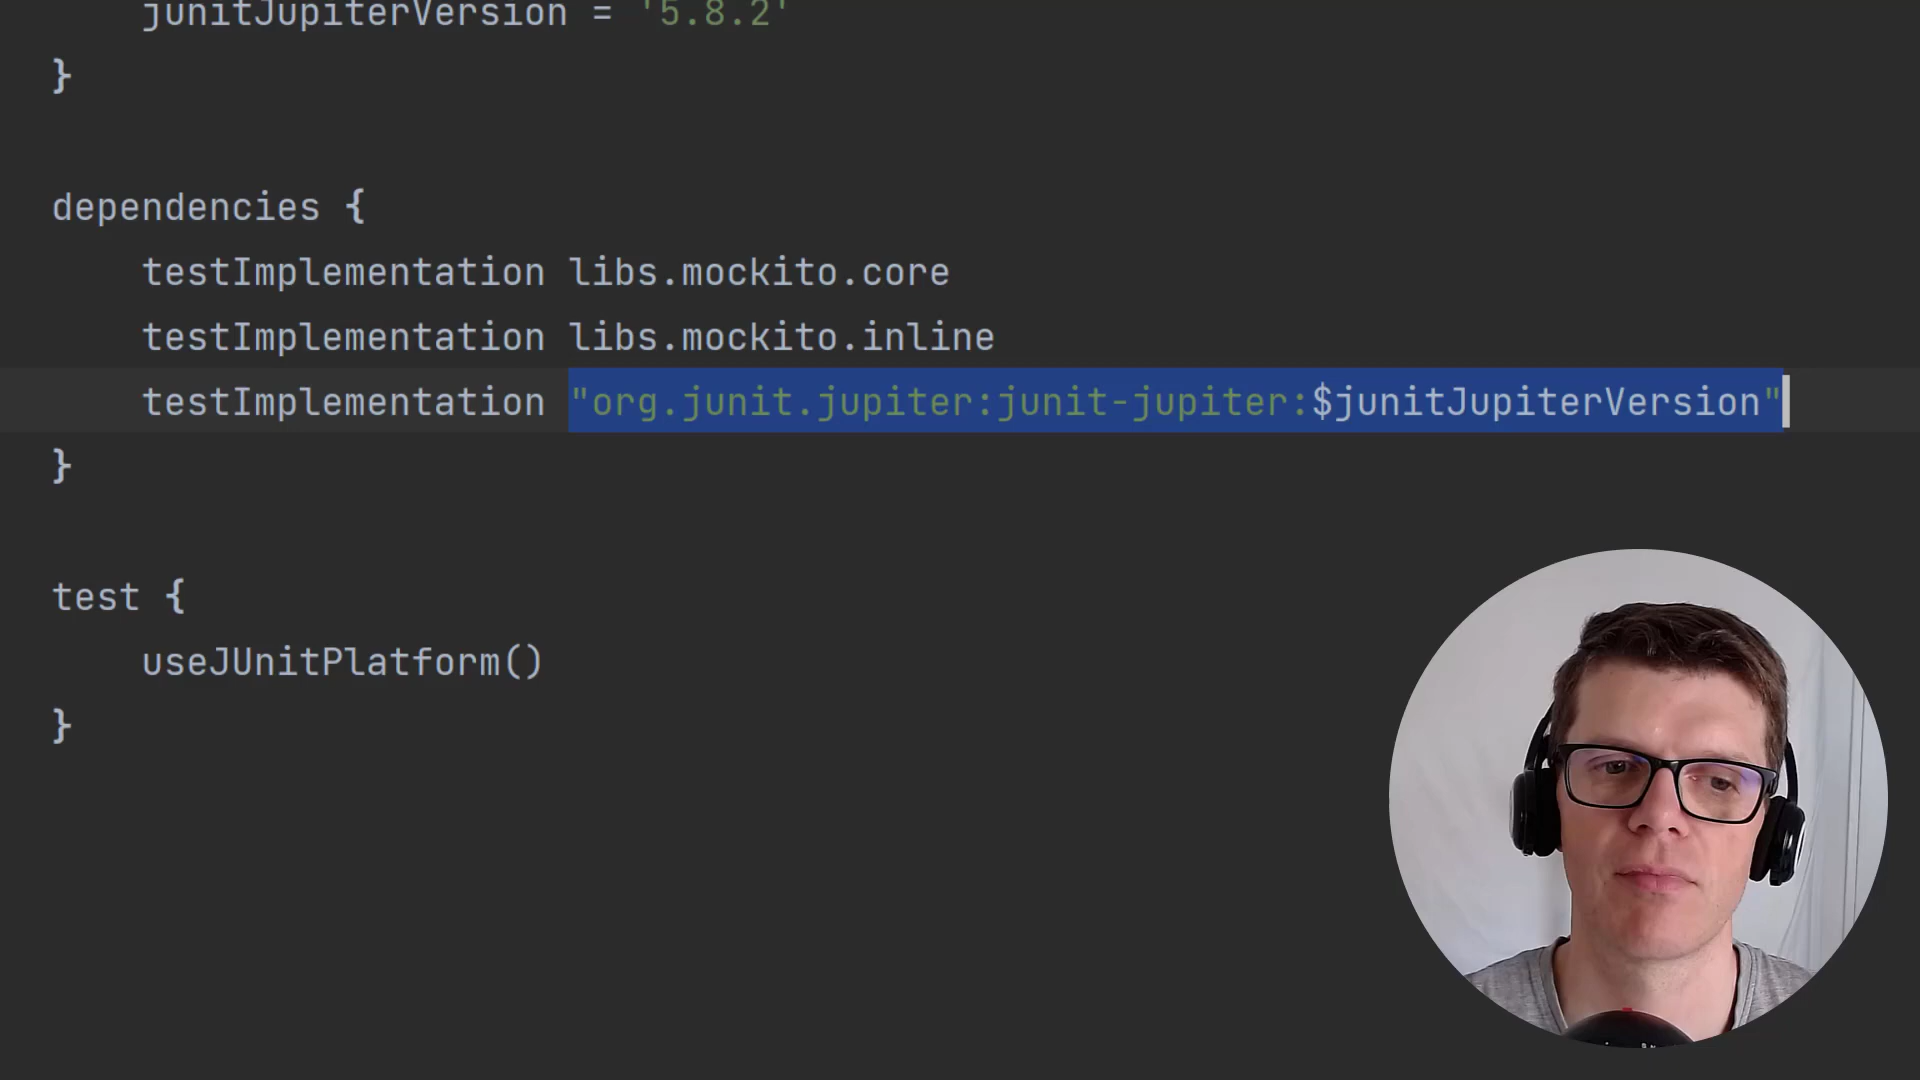 junitJupiterVersion = '5.8.2'
}
dependencies {
testImplementation libs.mockito.core
testImplementation libs.mockito.inline
testImplementation "org.junit.jupiter:junit-jupiter:$junitJupiterVersion"
}
test {
useJUnitPlatform()
}